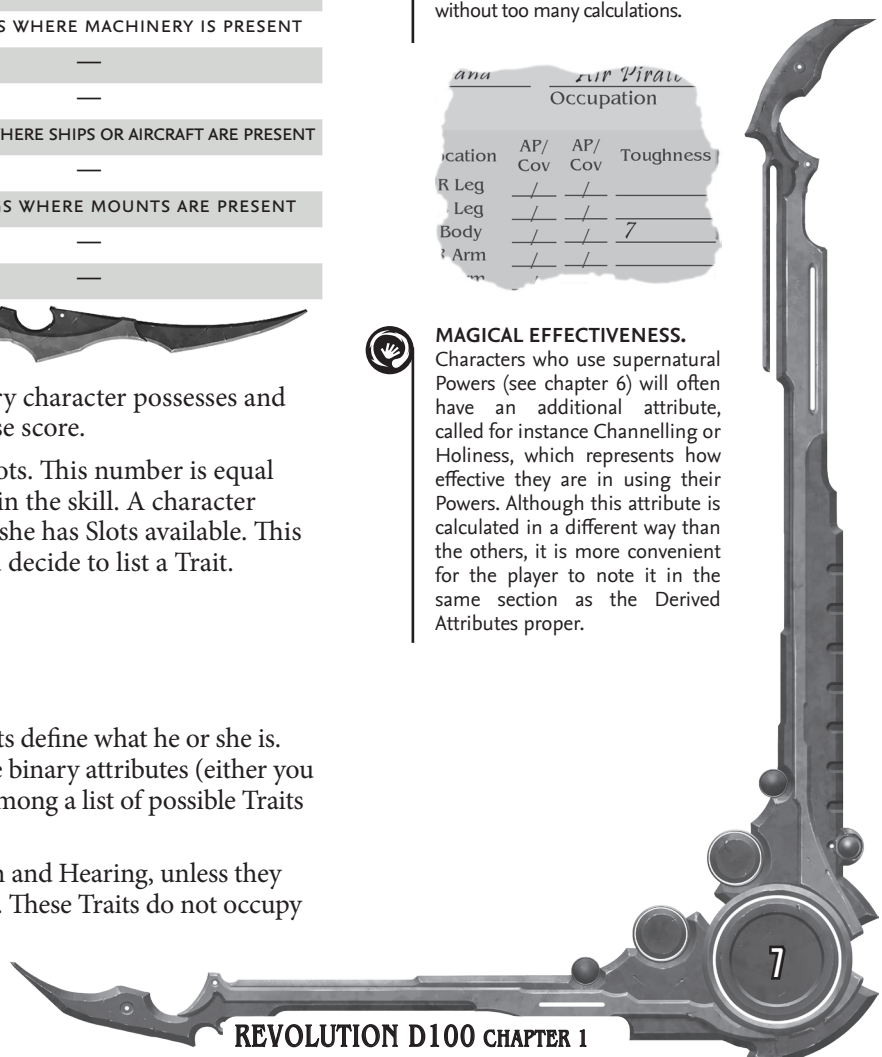 S WHERE MACHINERY IS PRESENT
—
—
HERE SHIPS OR AIRCRAFT ARE PRESENT
—
GS WHERE MOUNTS ARE PRESENT
—
—
ry character possesses and
se score.
ots. This number is equal
in the skill. A character
she has Slots available. This
decide to list a Trait.
ts define what he or she is.
e binary attributes (either you
mong a list of possible Traits
n and Hearing, unless they
. These Traits do not occupy
without too many calculations.
and Air Pirate
Occupation
ocation AP/ AP/ Toughness
Cov Cov
R Leg / /
Leg / /
Body / / 7
R Arm / /
rm /
MAGICAL EFFECTIVENESS.
Characters who use supernatural
Powers (see chapter 6) will often
have an additional attribute,
called for instance Channelling or
Holiness, which represents how
effective they are in using their
Powers. Although this attribute is
calculated in a different way than
the others, it is more convenient
for the player to note it in the
same section as the Derived
Attributes proper.
7
REVOLUTION D100 CHAPTER 1